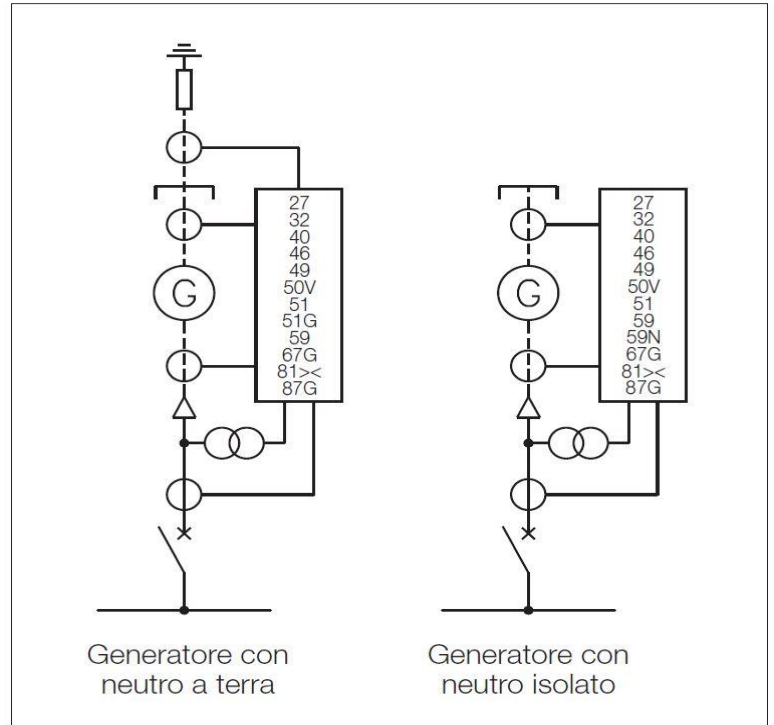 27
32
40
46
49
50V
51
51G
59
67G
81><
87G
G
Generatore con
neutro a terra
27
32
40
46
49
50V
51
59
59N
67G
81><
87G
G
Generatore con
neutro isolato